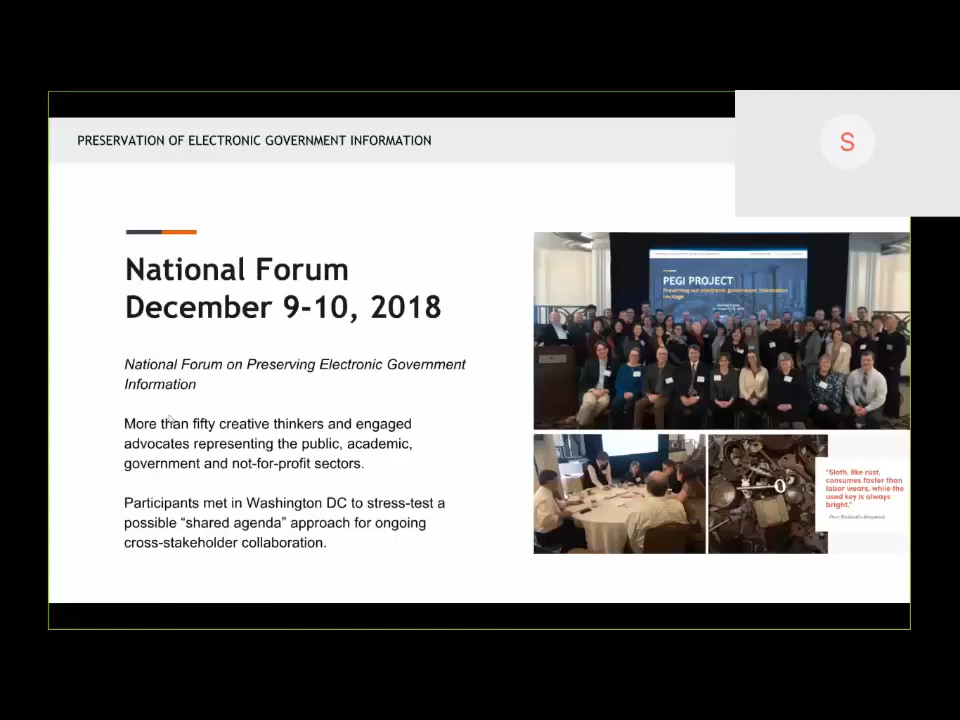 PRESERVATION OF ELECTRONIC GOVERNMENT INFORMATION
S
National Forum
December 9-10, 2018
National Forum on Preserving Electronic Government
Information
More than fifty creative thinkers and engaged
advocates representing the public, academic,
government and not-for-profit sectors.
Participants met in Washington DC to stress-test a
possible “shared agenda” approach for ongoing
cross-stakeholder collaboration.
PEGI PROJECT
Preserving our electronic government information
heritage
"Sloth, like rust,
consumes faster than
labor wears, while the
used key is always
bright."